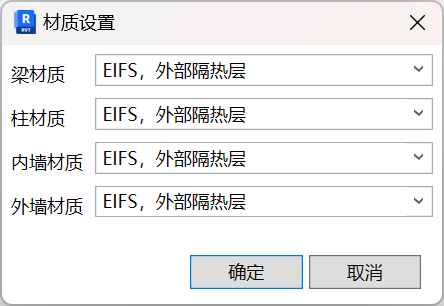 R
RVT
材质设置
梁材质 EIFS，外部隔热层
柱材质 EIFS，外部隔热层
内墙材质 EIFS，外部隔热层
外墙材质 EIFS，外部隔热层
确定 取消